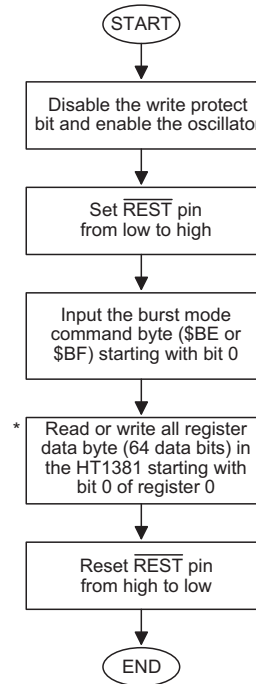 START
Disable the write protect
bit and enable the oscillator
Set REST pin
from low to high
Input the burst mode
command byte ($BE or
$BF) starting with bit 0
* Read or write all register
data byte (64 data bits) in
the HT1381 starting with
bit 0 of register 0
Reset REST pin
from high to low
END